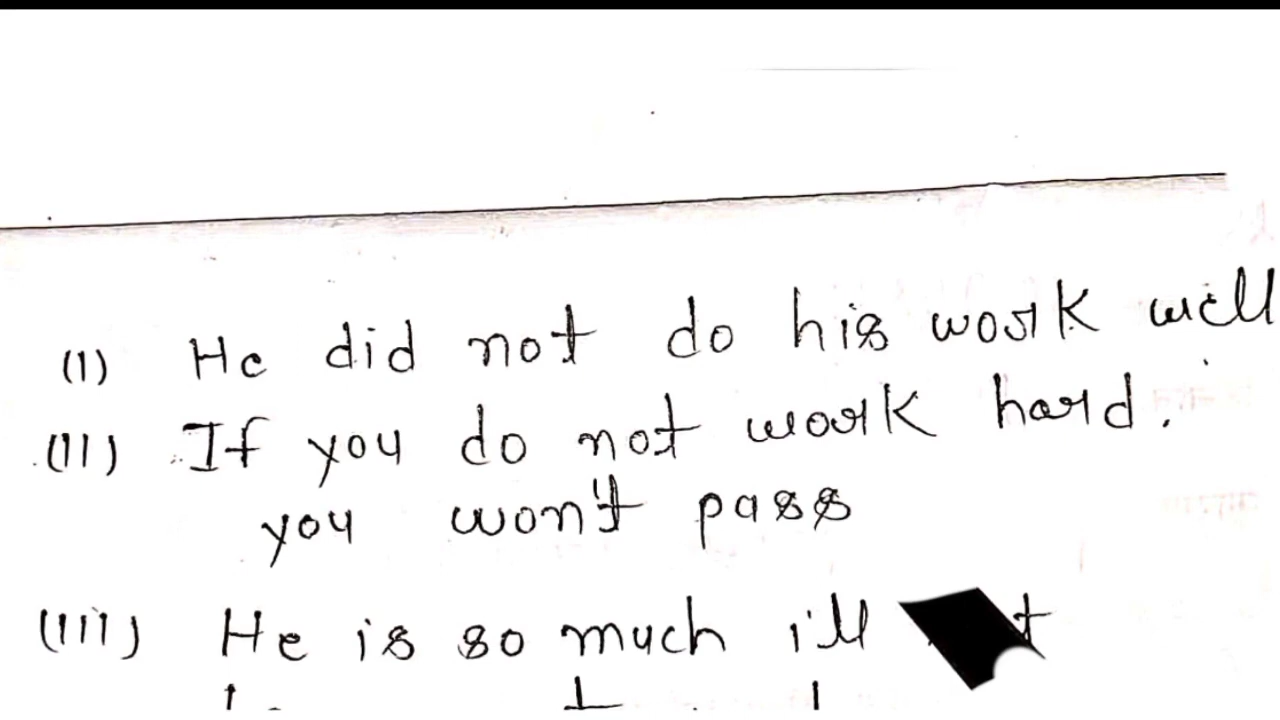 (I) He did not do his work well
(II) If you do not work hard.
you won't pass
(III) He is so much ill